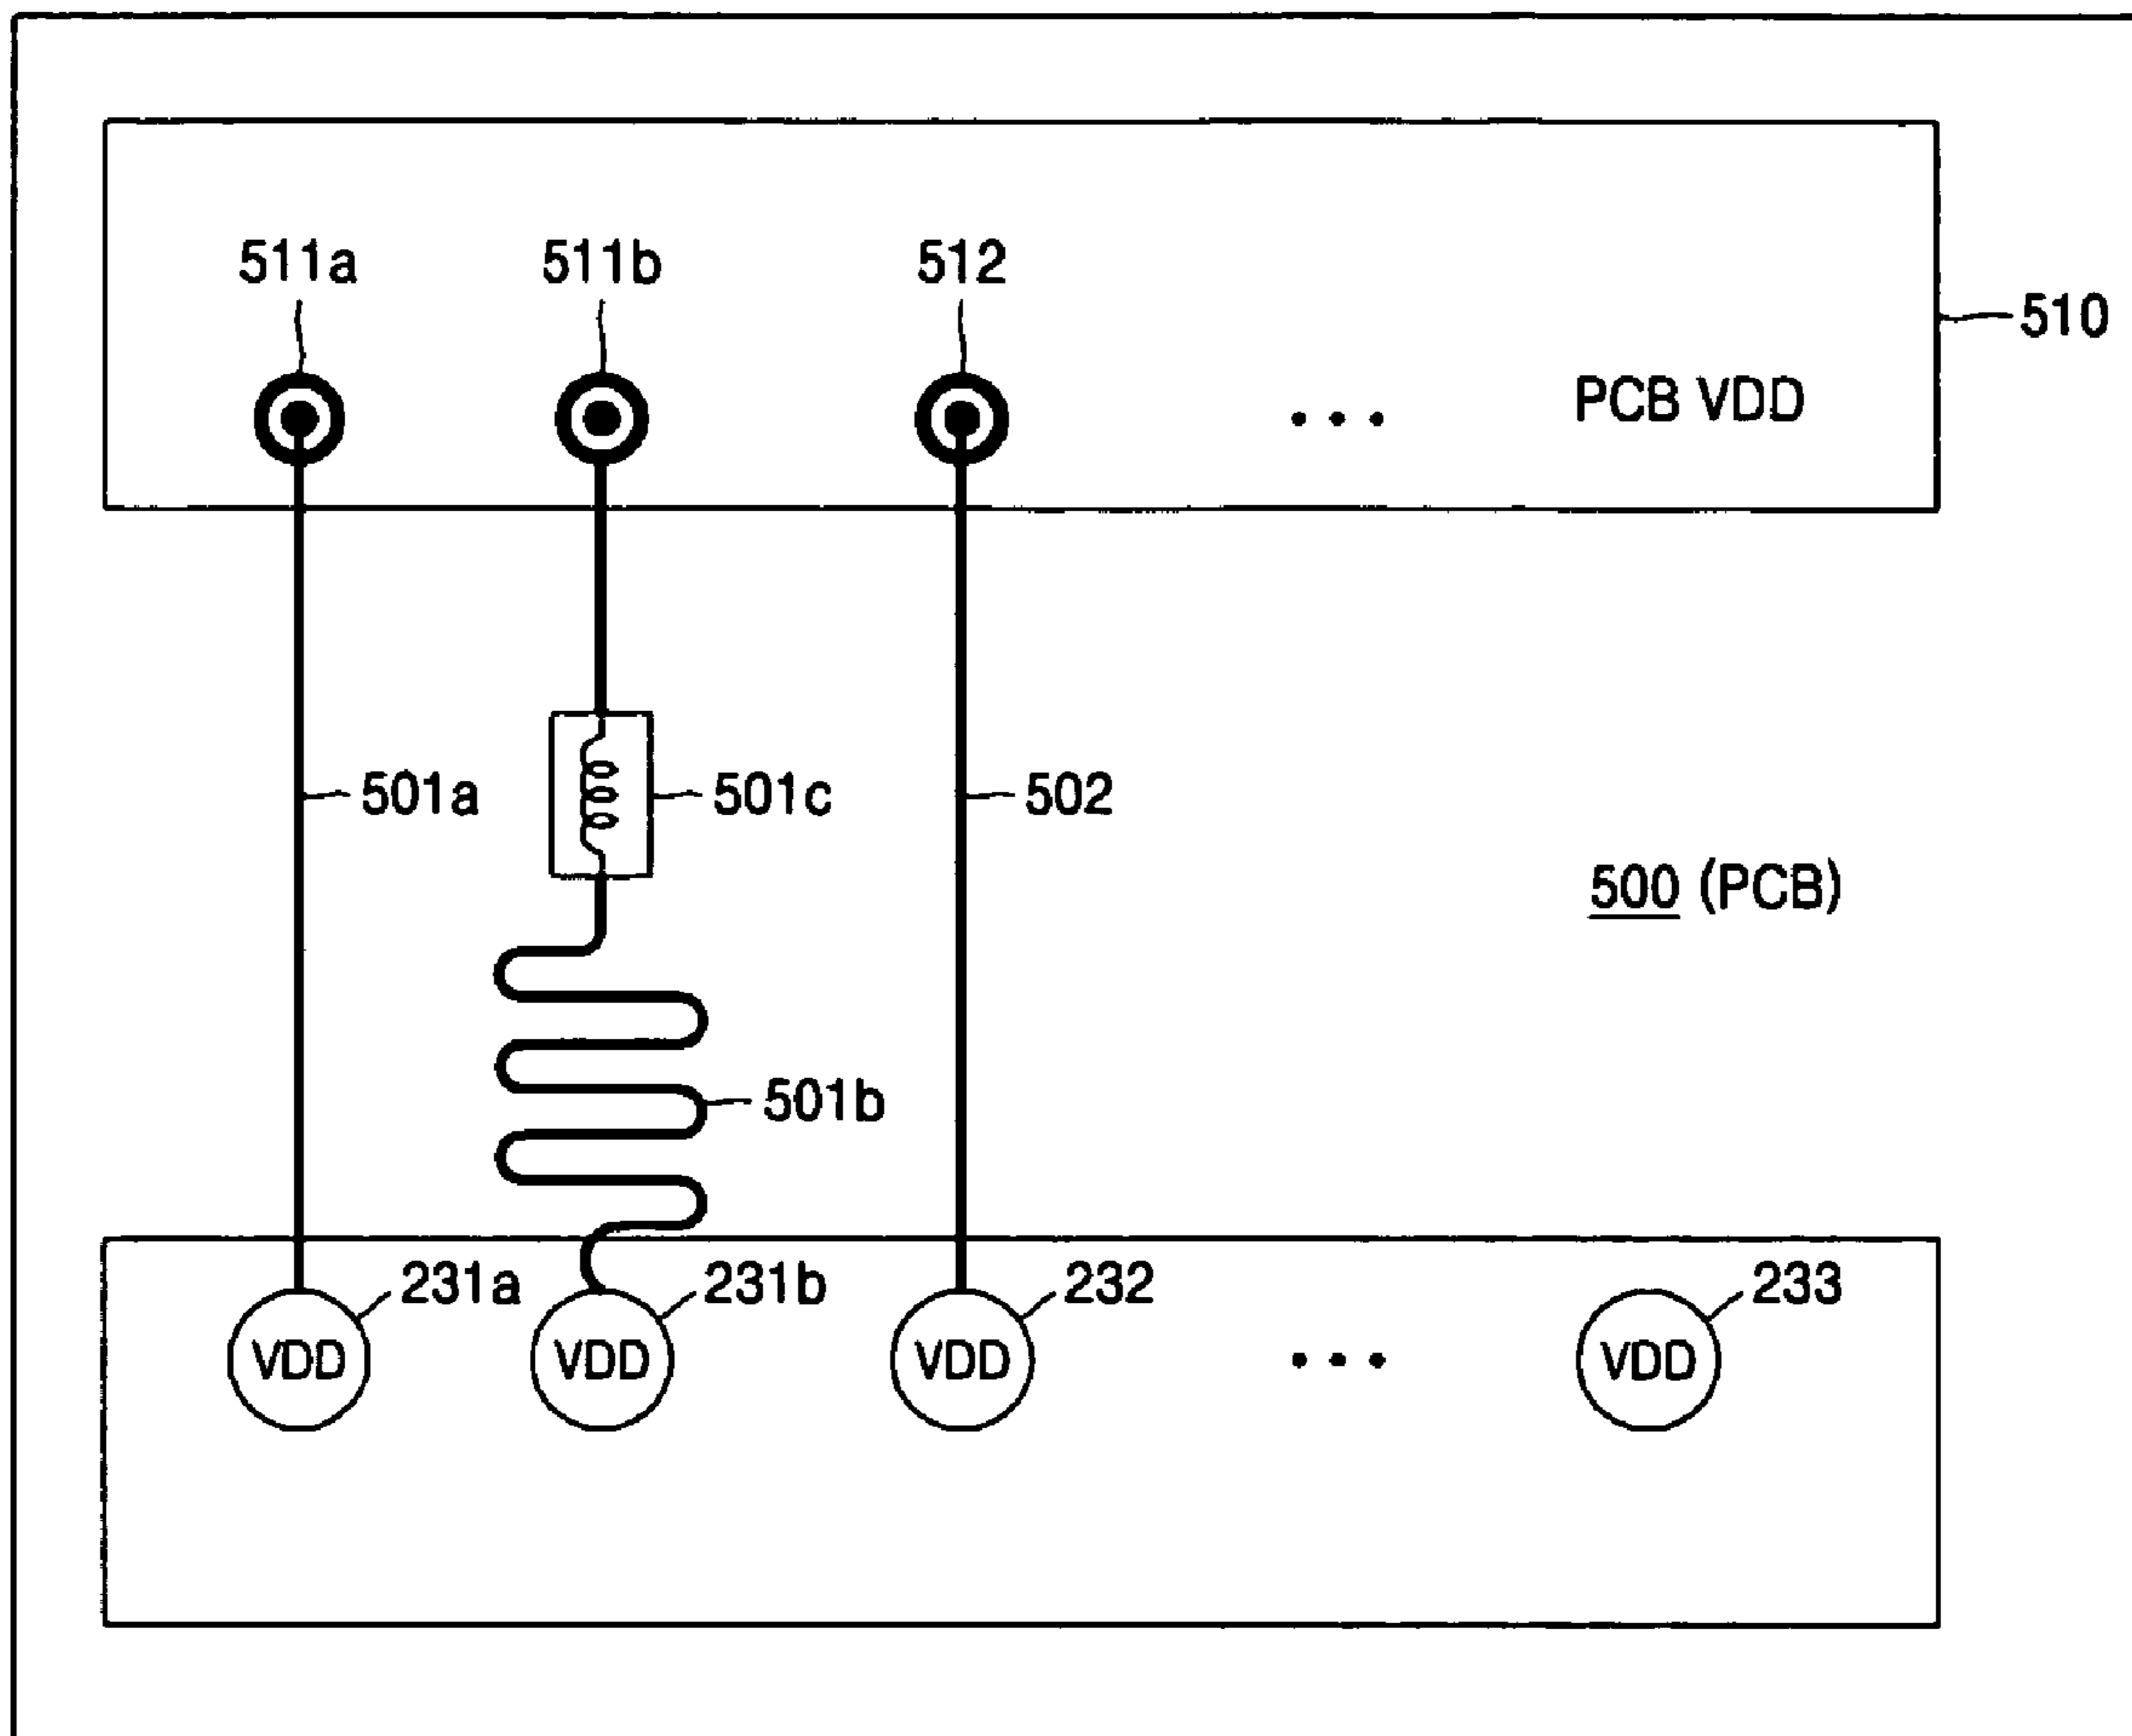 511a 511b 512
510
PCB VDD
501a 501c 502
500 (PCB)
501b
231a 231b 232 233
VDD VDD VDD VDD